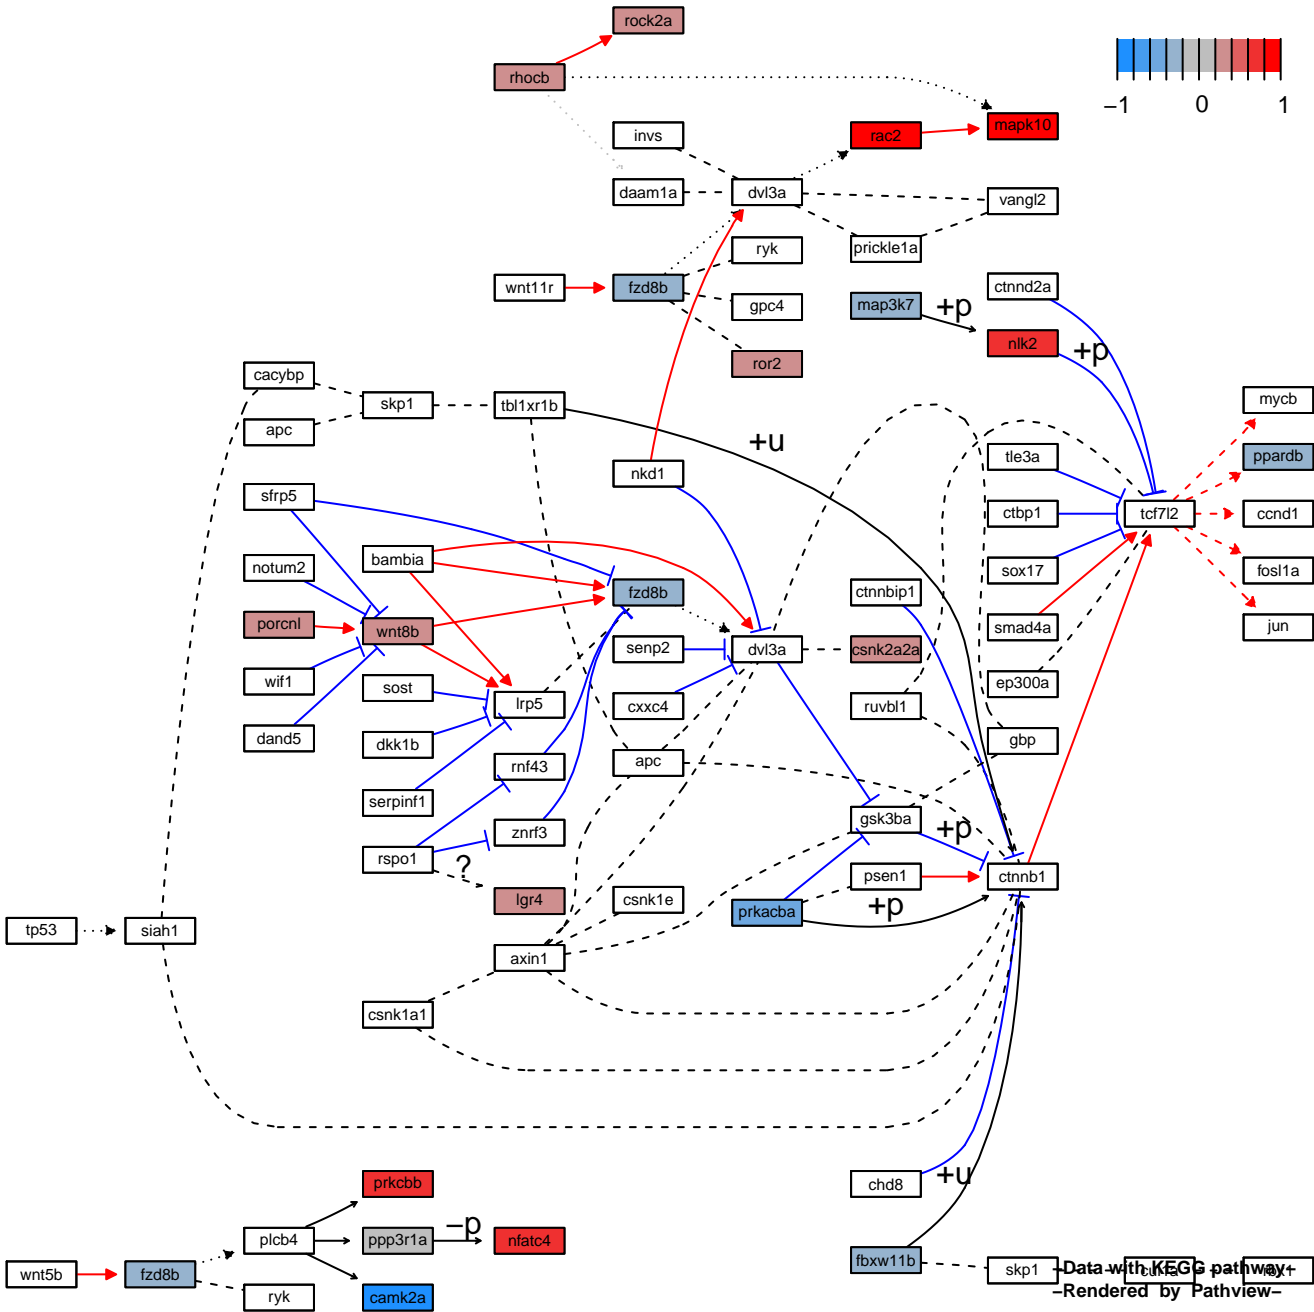 rock2a
rhocb
−1 0 1
mapk10
invs
rac2
daam1a
dvl3a
vangl2
ryk
prickle1a
wnt11r
fzd8b
ctnnd2a
gpc4
map3k7
+p
nlk2
+p
ror2
cacybp
skp1
tbl1xr1b
mycb
apc
+u
tle3a
ppardb
nkd1
sfrp5
ctbp1
tcf7l2
ccnd1
bambia
notum2
sox17
fosl1a
fzd8b
ctnnbip1
porcnl
wnt8b
smad4a
jun
senp2
dvl3a
csnk2a2a
wif1
sost
ep300a
lrp5
cxxc4
ruvbl1
dand5
dkk1b
gbp
rnf43
apc
serpinf1
gsk3ba
znrf3
+p
rspo1
?
psen1
ctnnb1
lgr4
csnk1e
prkacba
+p
tp53
siah1
axin1
csnk1a1
prkcbb
chd8
+u
plcb4
ppp3r1a
−p
nfatc4
fbxw11b
wnt5b
fzd8b
skp1
−Data with KEGG pathway−
−Rendered by Pathview−
ryk
camk2a